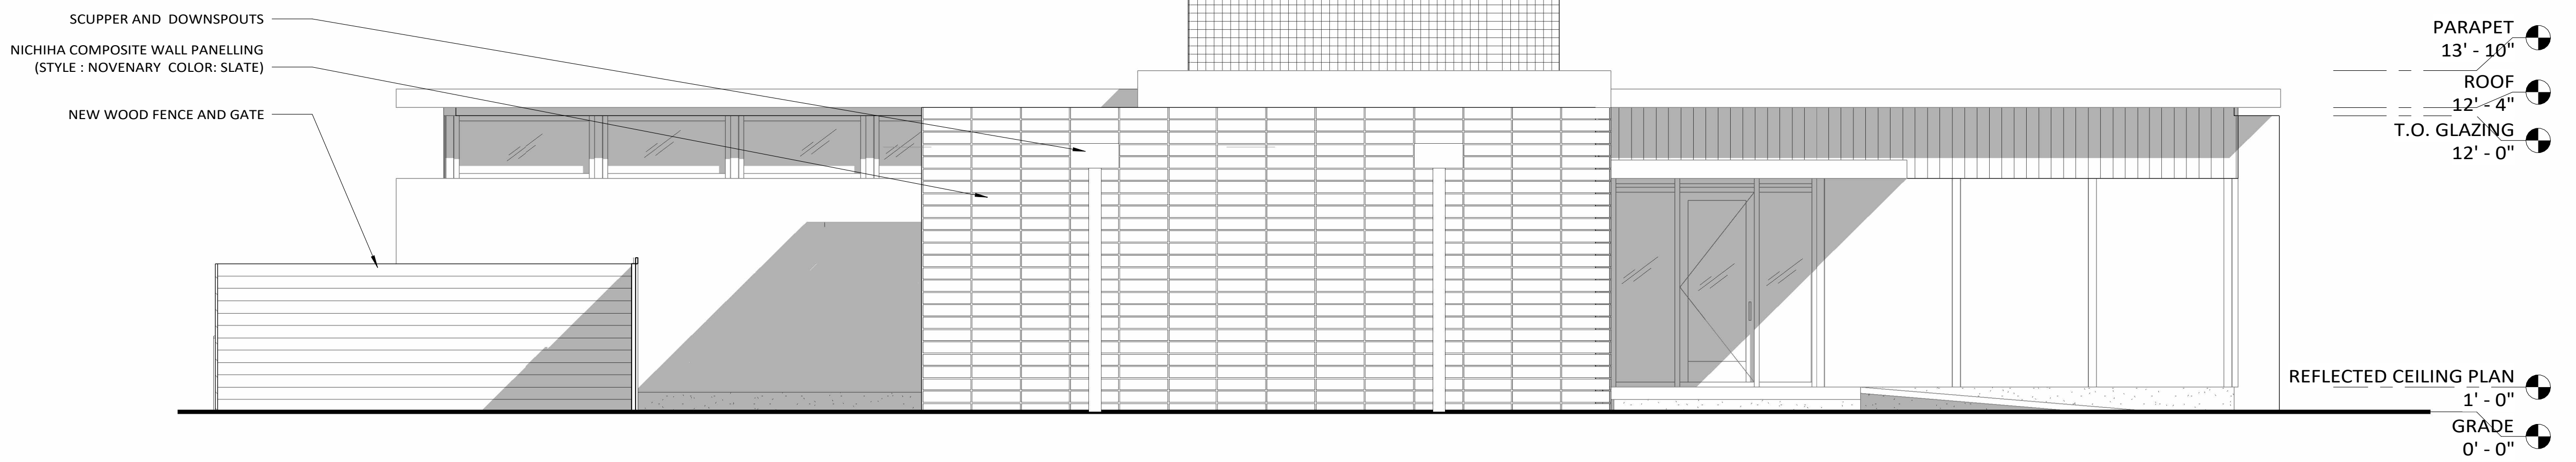 SCUPPER AND DOWNSPOUTS
NICHIHA COMPOSITE WALL PANELLING
(STYLE : NOVENARY COLOR: SLATE)
NEW WOOD FENCE AND GATE
PARAPET
13' - 10"
ROOF
12' - 4"
T.O. GLAZING
12' - 0"
REFLECTED CEILING PLAN
1' - 0"
GRADE
0' - 0"